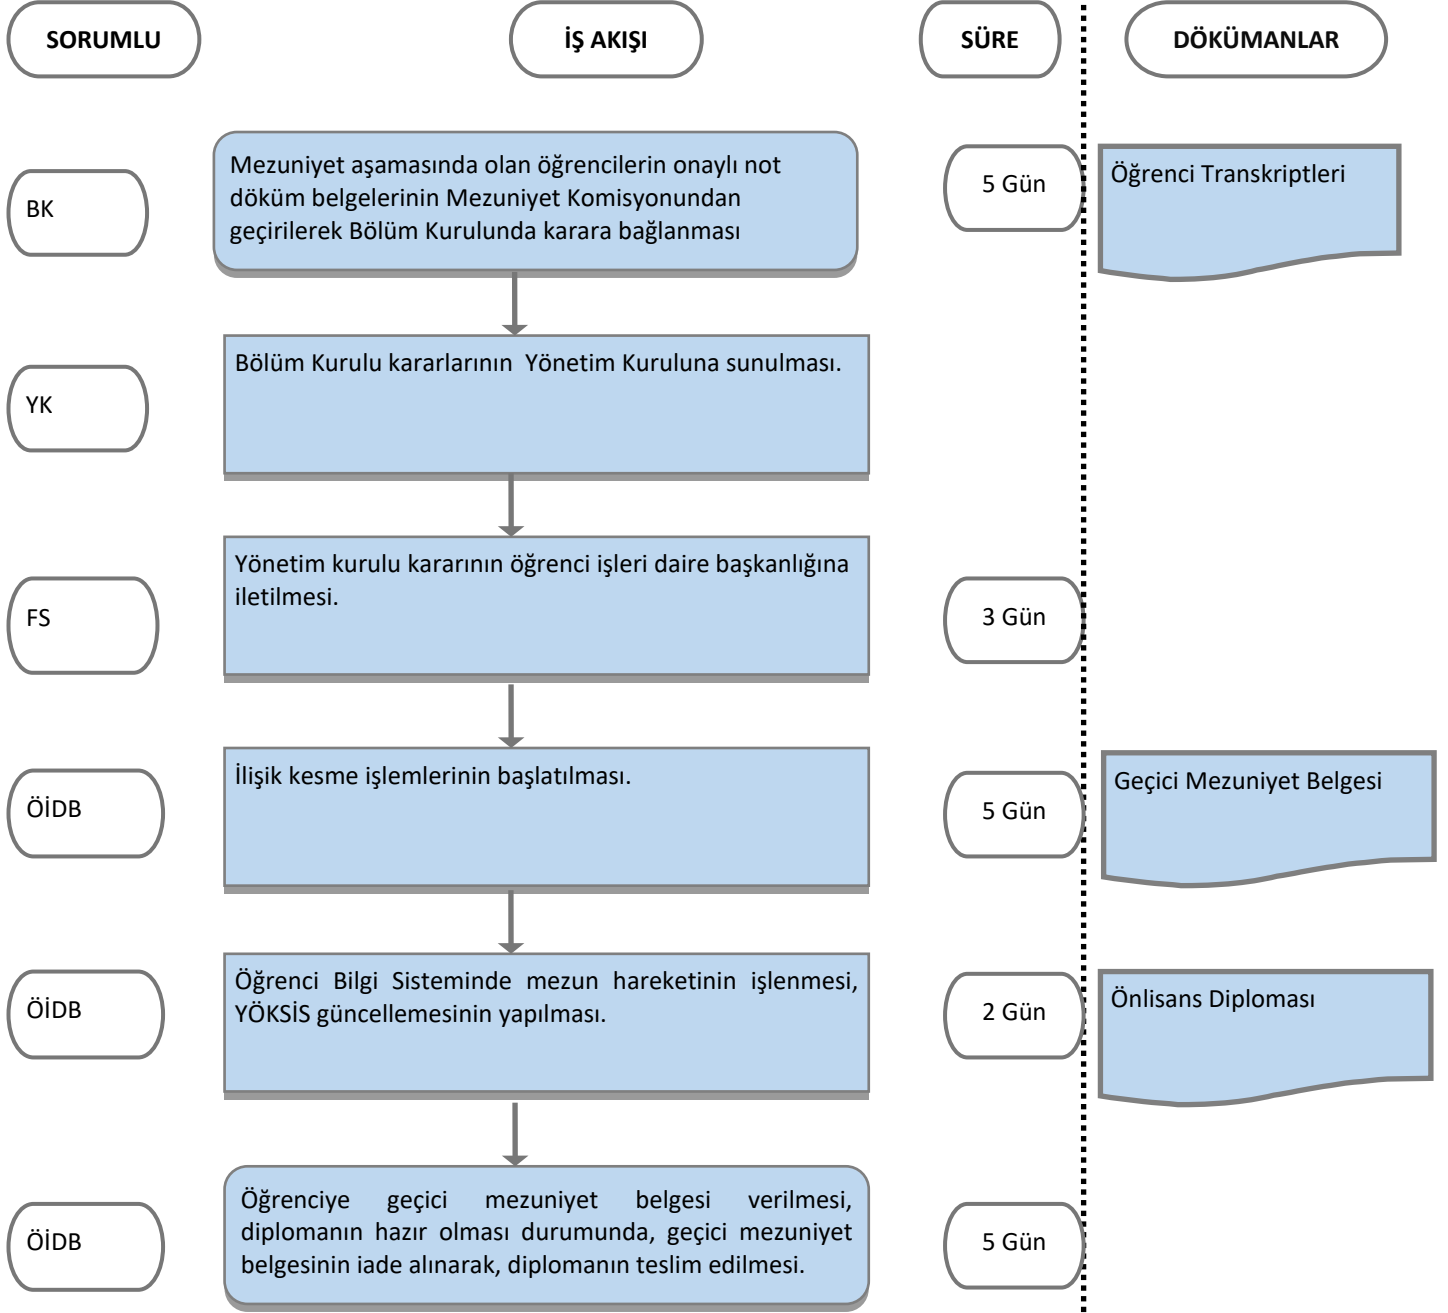 SORUMLU
İŞ AKIŞI
SÜRE
DÖKÜMANLAR
BK
Mezuniyet aşamasında olan öğrencilerin onaylı not
döküm belgelerinin Mezuniyet Komisyonundan
geçirilerek Bölüm Kurulunda karara bağlanması
5 Gün
Öğrenci Transkriptleri
YK
Bölüm Kurulu kararlarının  Yönetim Kuruluna sunulması.
FS
Yönetim kurulu kararının öğrenci işleri daire başkanlığına
iletilmesi.
3 Gün
ÖİDB
İlişik kesme işlemlerinin başlatılması.
5 Gün
Geçici Mezuniyet Belgesi
ÖİDB
Öğrenci Bilgi Sisteminde mezun hareketinin işlenmesi,
YÖKSİS güncellemesinin yapılması.
2 Gün
Önlisans Diploması
ÖİDB
Öğrenciye geçici mezuniyet belgesi verilmesi,
diplomanın hazır olması durumunda, geçici mezuniyet
belgesinin iade alınarak, diplomanın teslim edilmesi.
5 Gün